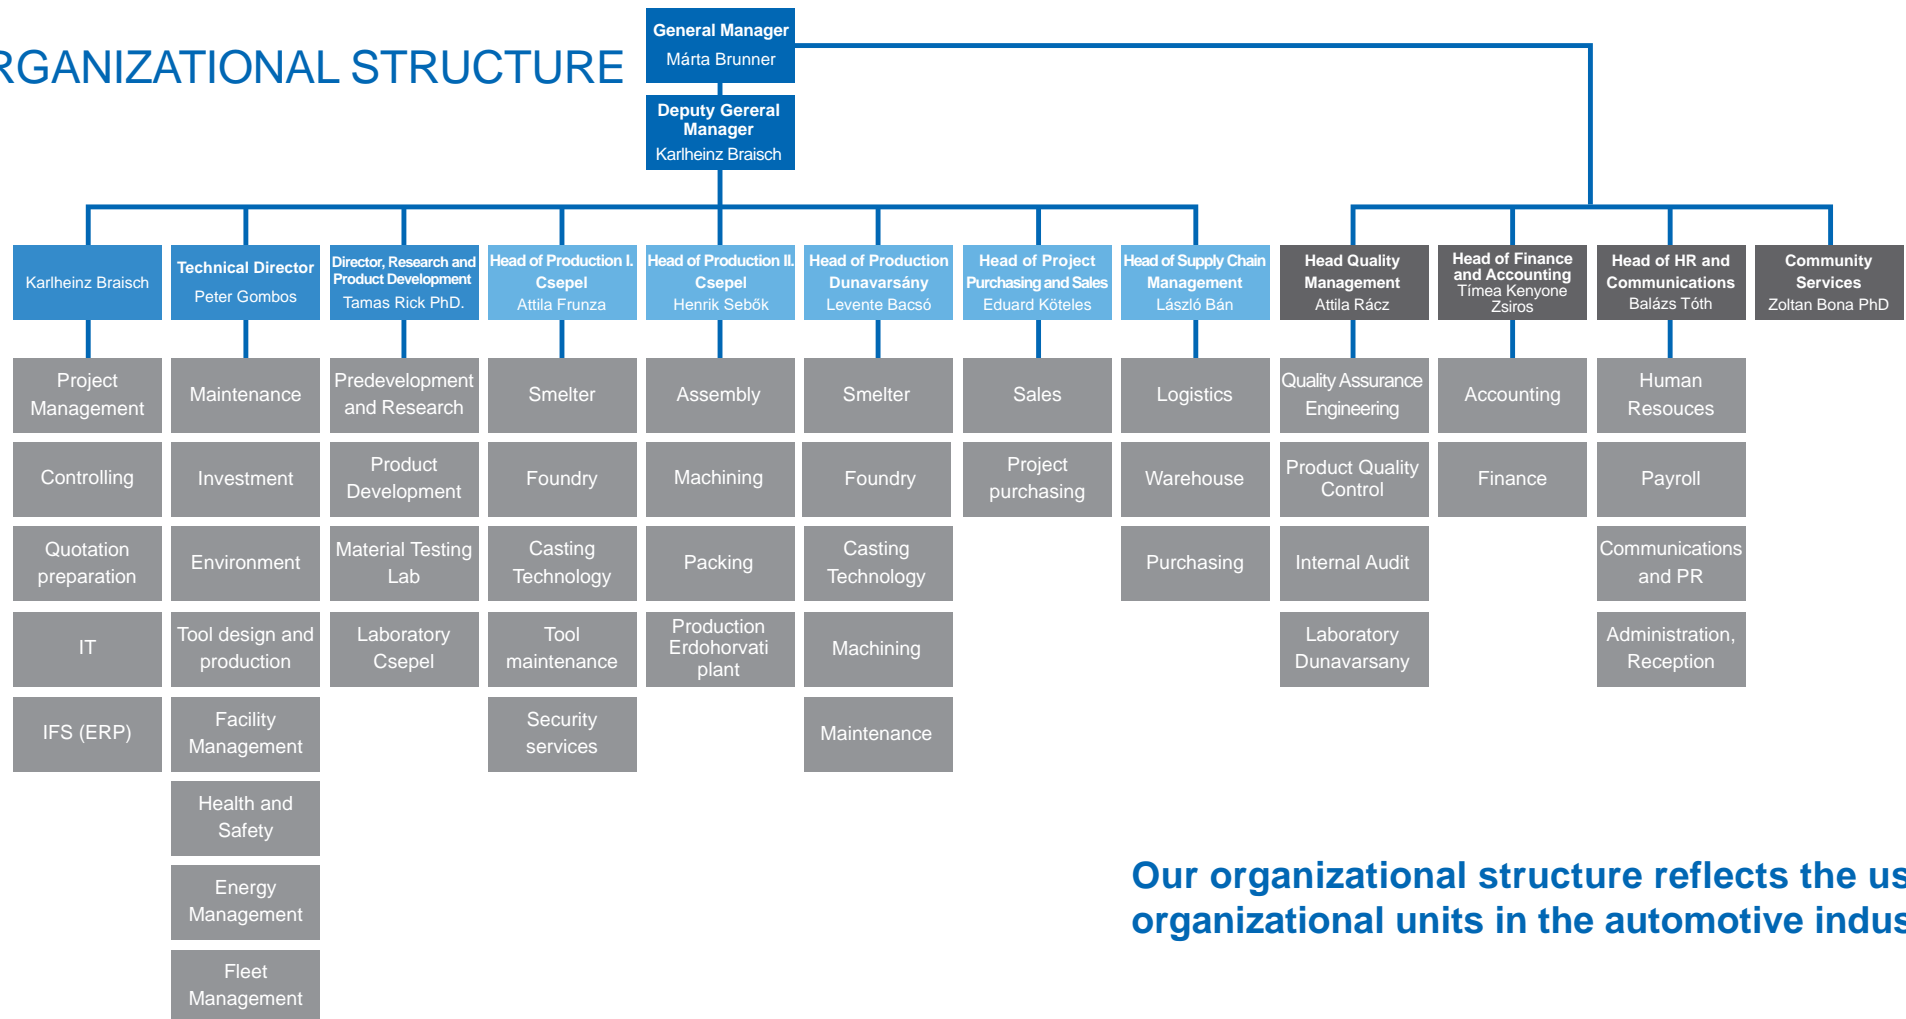 RGANIZATIONAL STRUCTURE
General Manager
Márta Brunner
Deputy Gereral
Manager
Karlheinz Braisch
Karlheinz Braisch
Technical Director
Peter Gombos
Director, Research and
Product Development
Tamas Rick PhD.
Head of Production I.
Csepel
Attila Frunza
Head of Production II.
Csepel
Henrik Sebők
Head of Production
Dunavarsány
Levente Bacsó
Head of Project
Purchasing and Sales
Eduard Köteles
Head of Supply Chain
Management
László Bán
Head Quality
Management
Attila Rácz
Head of Finance
and Accounting
Tímea Kenyone
Zsiros
Head of HR and
Communications
Balázs Tóth
Community
Services
Zoltan Bona PhD
Project
Management
Controlling
Quotation
preparation
IT
IFS (ERP)
Maintenance
Investment
Environment
Tool design and
production
Facility
Management
Health and
Safety
Energy
Management
Fleet
Management
Predevelopment
and Research
Product
Development
Material Testing
Lab
Laboratory
Csepel
Smelter
Foundry
Casting
Technology
Tool
maintenance
Security
services
Assembly
Machining
Packing
Production
Erdohorvati
plant
Smelter
Foundry
Casting
Technology
Machining
Maintenance
Sales
Project
purchasing
Logistics
Warehouse
Purchasing
Quality Assurance
Engineering
Product Quality
Control
Internal Audit
Laboratory
Dunavarsany
Accounting
Finance
Human
Resouces
Payroll
Communications
and PR
Administration,
Reception
Our organizational structure reflects the us
organizational units in the automotive indus